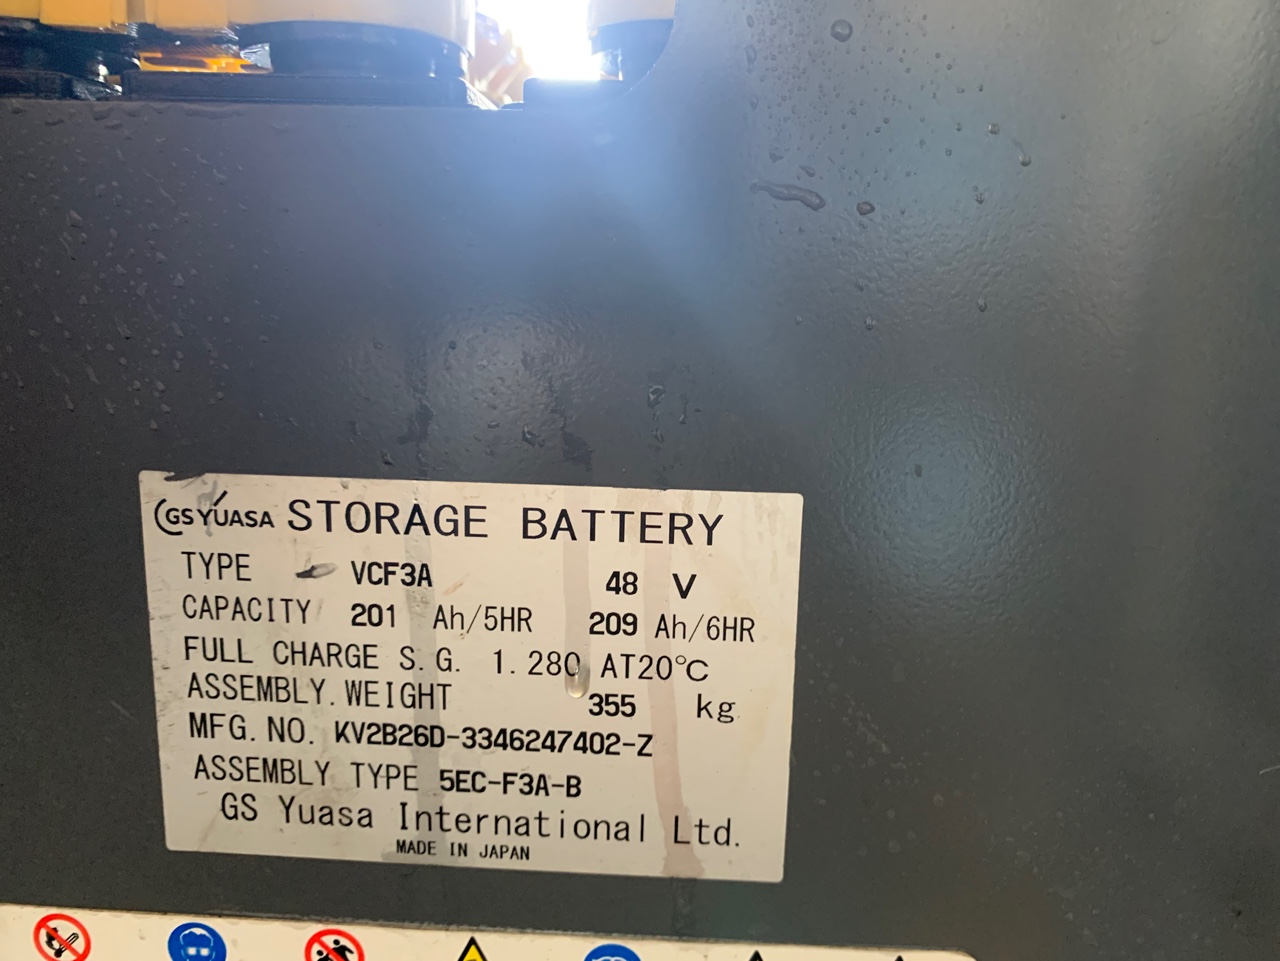 GS YUASA STORAGE BATTERY
TYPE VCF3A 48 V
CAPACITY 201 Ah/5HR 209 Ah/6HR
FULL CHARGE S.G. 1.280 AT20℃
ASSEMBLY.WEIGHT 355 kg
MFG.NO. KV2B26D-3346247402-Z
ASSEMBLY TYPE 5EC-F3A-B
GS Yuasa International Ltd.
MADE IN JAPAN